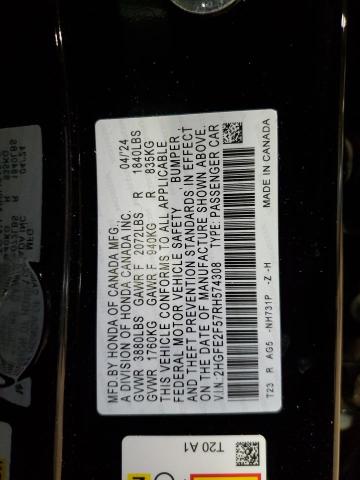 MFD BY HONDA OF CANADA MFG.
A DIVISION OF HONDA CANADA INC. 04/'24
GVWR 3880LBS GAWR F 2072LBS R 1840LBS
GVWR 1760KG GAWR F 940KG R 835KG
THIS VEHICLE CONFORMS TO ALL APPLICABLE
FEDERAL MOTOR VEHICLE SAFETY , BUMPER ,
AND THEFT PREVENTION STANDARDS IN EFFECT
ON THE DATE OF MANUFACTURE SHOWN ABOVE.
V.I.N: 2HGFE2F57RH574308 TYPE: PASSENGER CAR
T23 R AG5 -NH731P -Z -H MADE IN CANADA
T20 A1